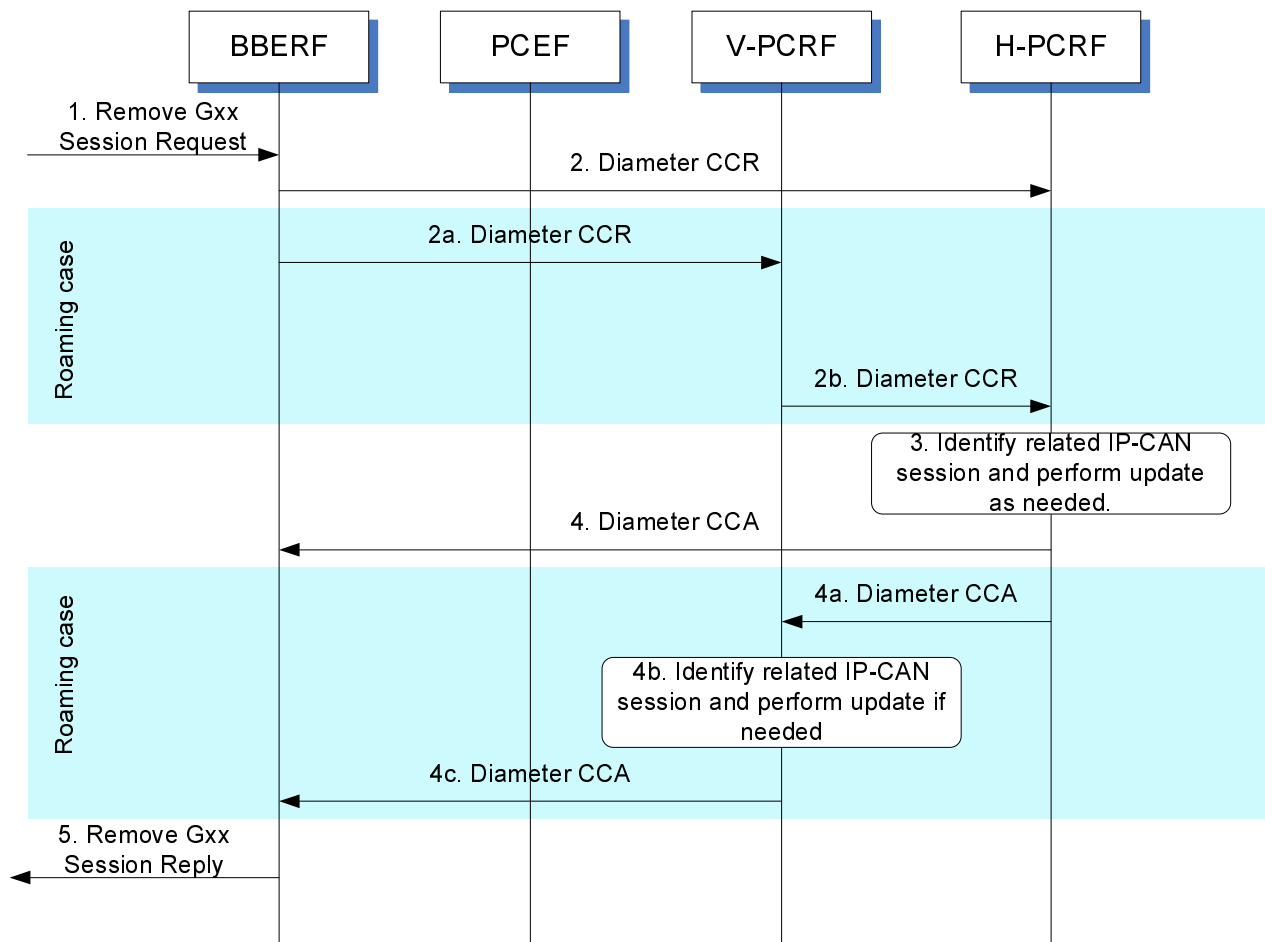 BBERF
PCEF
V-PCRF
H-PCRF
1. Remove Gxx
Session Request
2. Diameter CCR
Roaming case
2a. Diameter CCR
2b. Diameter CCR
3. Identify related IP-CAN
session and perform update
as needed.
4. Diameter CCA
Roaming case
4a. Diameter CCA
4b. Identify related IP-CAN
session and perform update if
needed
4c. Diameter CCA
5. Remove Gxx
Session Reply